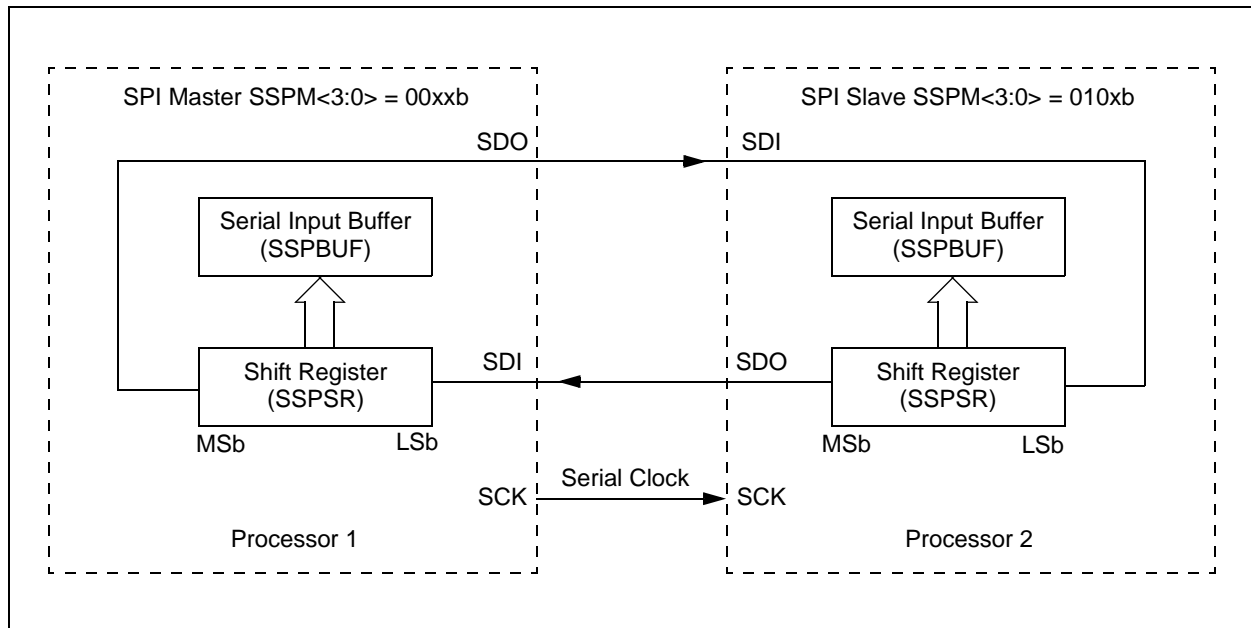 SPI Master SSPM<3:0> = 00xxb
SDO
Serial Input Buffer
(SSPBUF)
Shift Register
(SSPSR)
MSb
LSb
SDI
SCK
Processor 1
Serial Clock
SPI Slave SSPM<3:0> = 010xb
SDI
Serial Input Buffer
(SSPBUF)
SDO
Shift Register
(SSPSR)
MSb
LSb
SCK
Processor 2